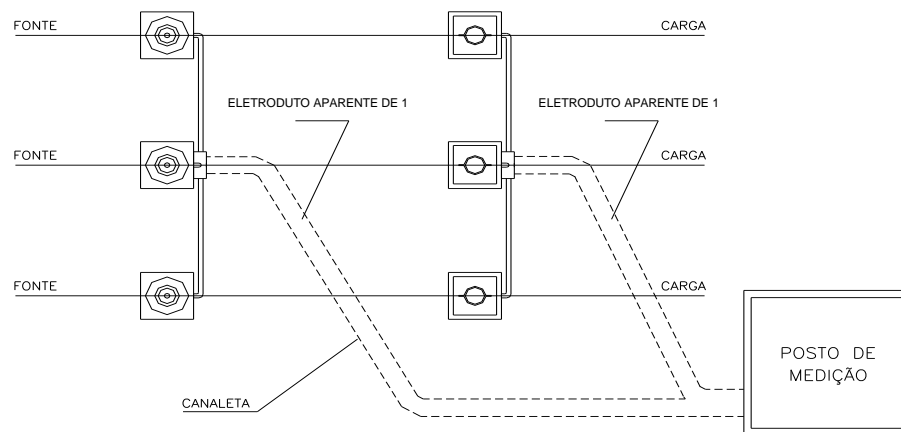 FONTE
CARGA
ELETRODUTO APARENTE DE 1
ELETRODUTO APARENTE DE 1
FONTE
CARGA
FONTE
CARGA
POSTO DE
MEDIÇÃO
CANALETA